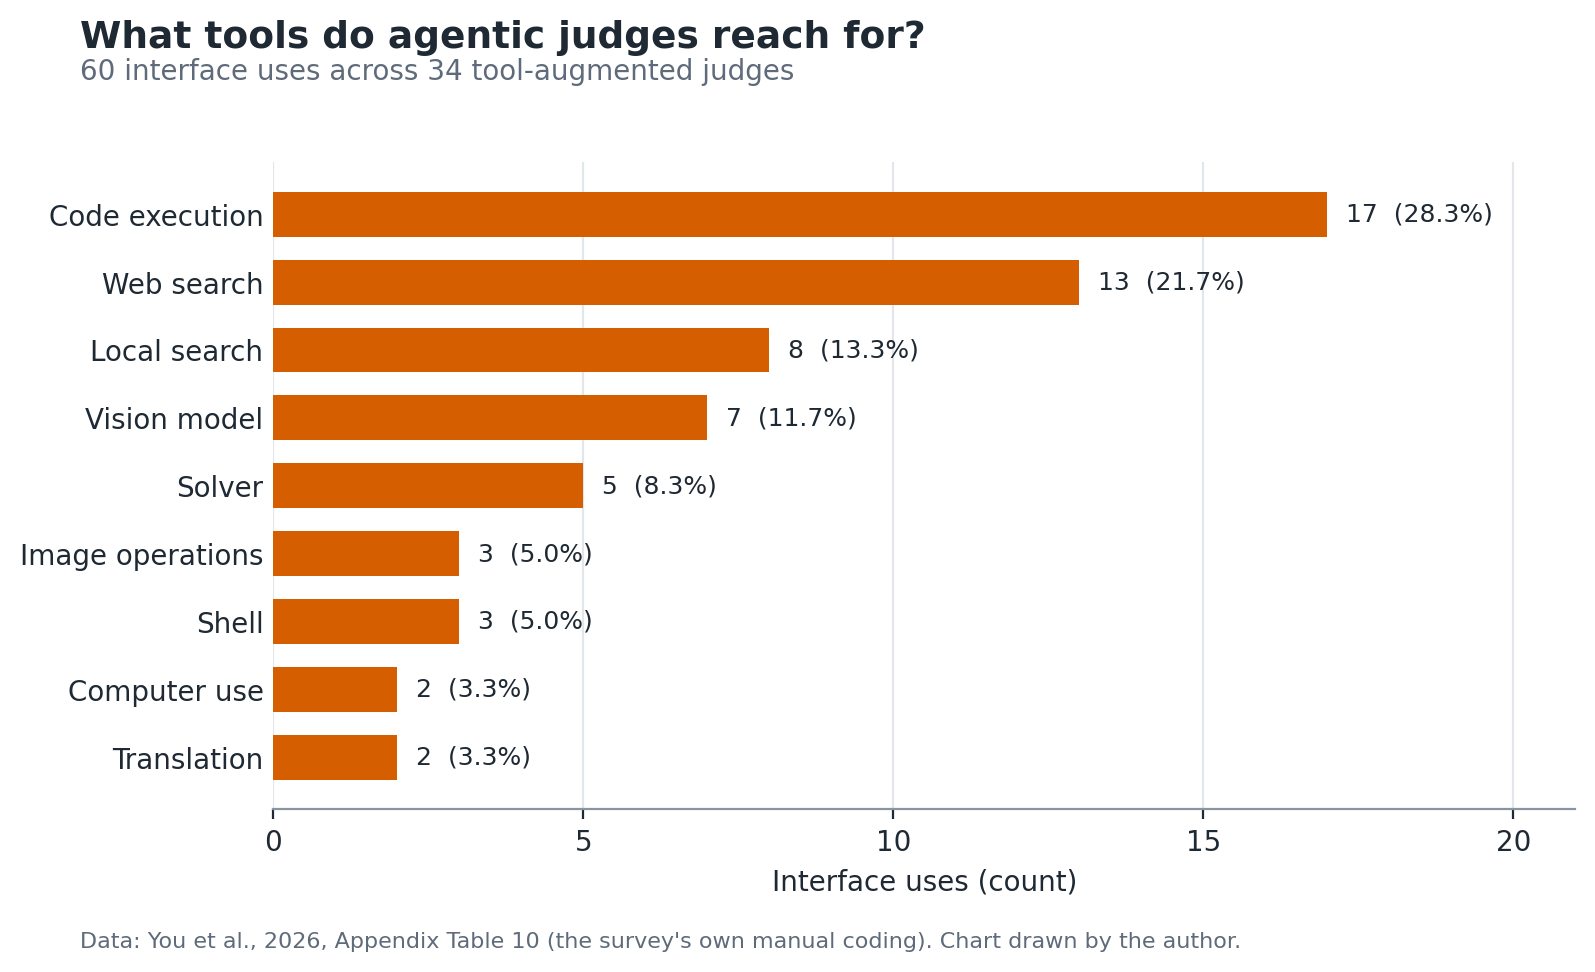 What tools do agentic judges reach for?
60 interface uses across 34 tool-augmented judges
Code execution 17 (28.3%)
Web search 13 (21.7%)
Local search 8 (13.3%)
Vision model 7 (11.7%)
Solver 5 (8.3%)
Image operations 3 (5.0%)
Shell 3 (5.0%)
Computer use 2 (3.3%)
Translation 2 (3.3%)
0 5 10 15 20
Interface uses (count)
Data: You et al., 2026, Appendix Table 10 (the survey's own manual coding). Chart drawn by the author.